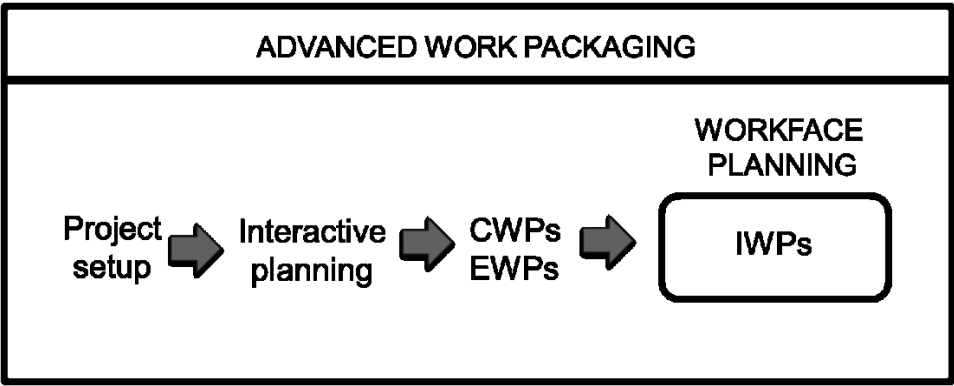 ADVANCED WORK PACKAGING
WORKFACE
PLANNING
Project
setup
Interactive
planning
CWPs
EWPs
IWPs